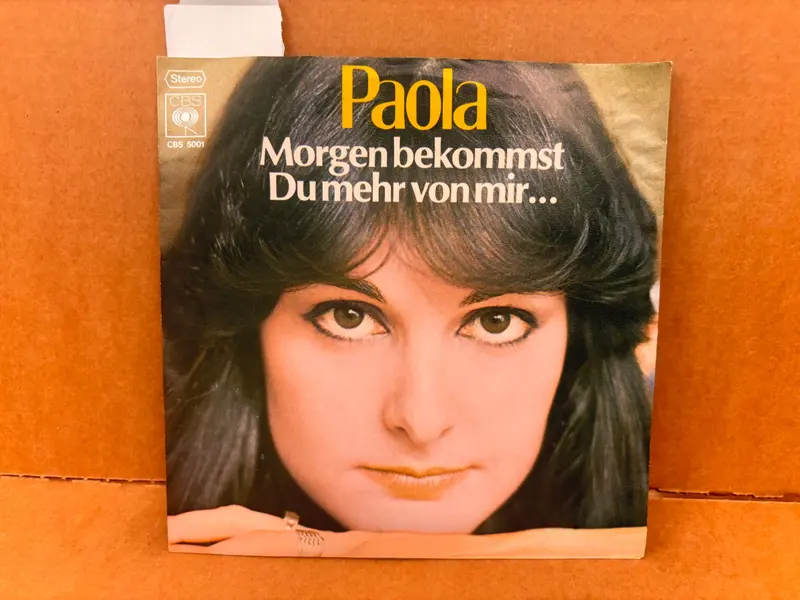 Stereo
CBS
CBS 5001
Paola
Morgen bekommst
Du mehr von mir...